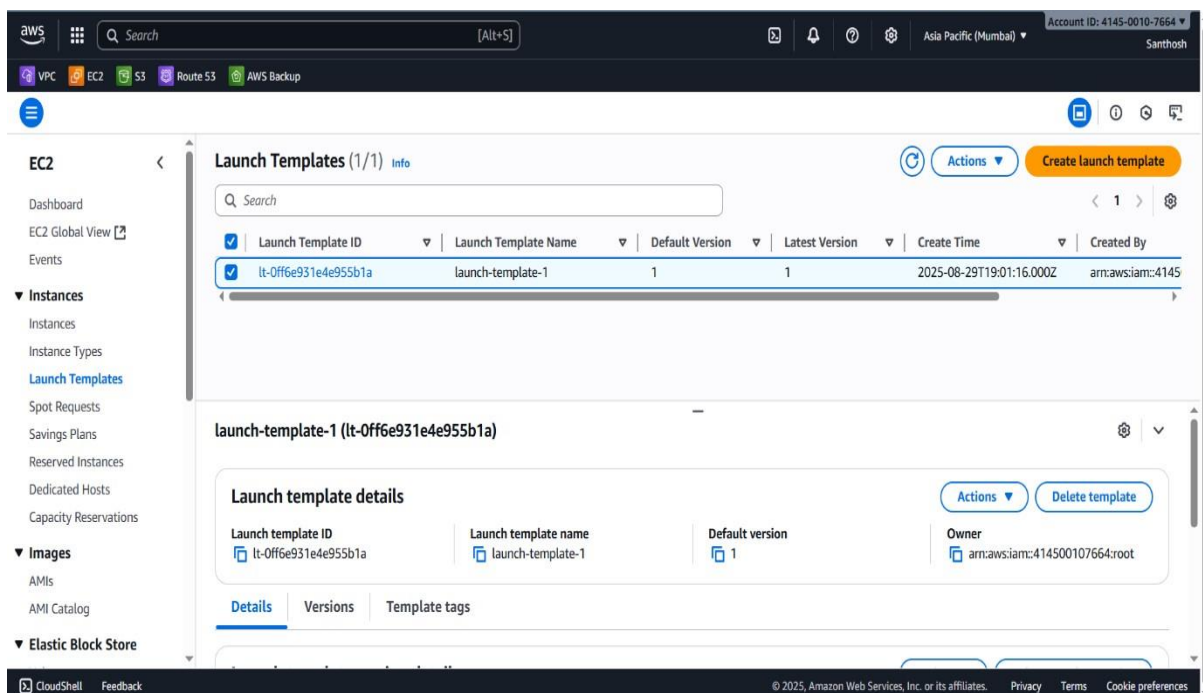 aws Search [Alt+S] Asia Pacific (Mumbai) Account ID: 4145-0010-7664
Santhosh
VPC EC2 S3 Route 53 AWS Backup
EC2
Dashboard
EC2 Global View
Events
Instances
Instances
Instance Types
Launch Templates
Spot Requests
Savings Plans
Reserved Instances
Dedicated Hosts
Capacity Reservations
Images
AMIs
AMI Catalog
Elastic Block Store
Launch Templates (1/1) Info Actions Create launch template
Search 1
Launch Template ID Launch Template Name Default Version Latest Version Create Time Created By
lt-0ff6e931e4e955b1a launch-template-1 1 1 2025-08-29T19:01:16.000Z arn:aws:iam::4145
launch-template-1 (lt-0ff6e931e4e955b1a)
Launch template details Actions Delete template
Launch template ID Launch template name Default version Owner
lt-0ff6e931e4e955b1a launch-template-1 1 arn:aws:iam::414500107664:root
Details Versions Template tags
CloudShell Feedback © 2025, Amazon Web Services, Inc. or its affiliates. Privacy Terms Cookie preferences